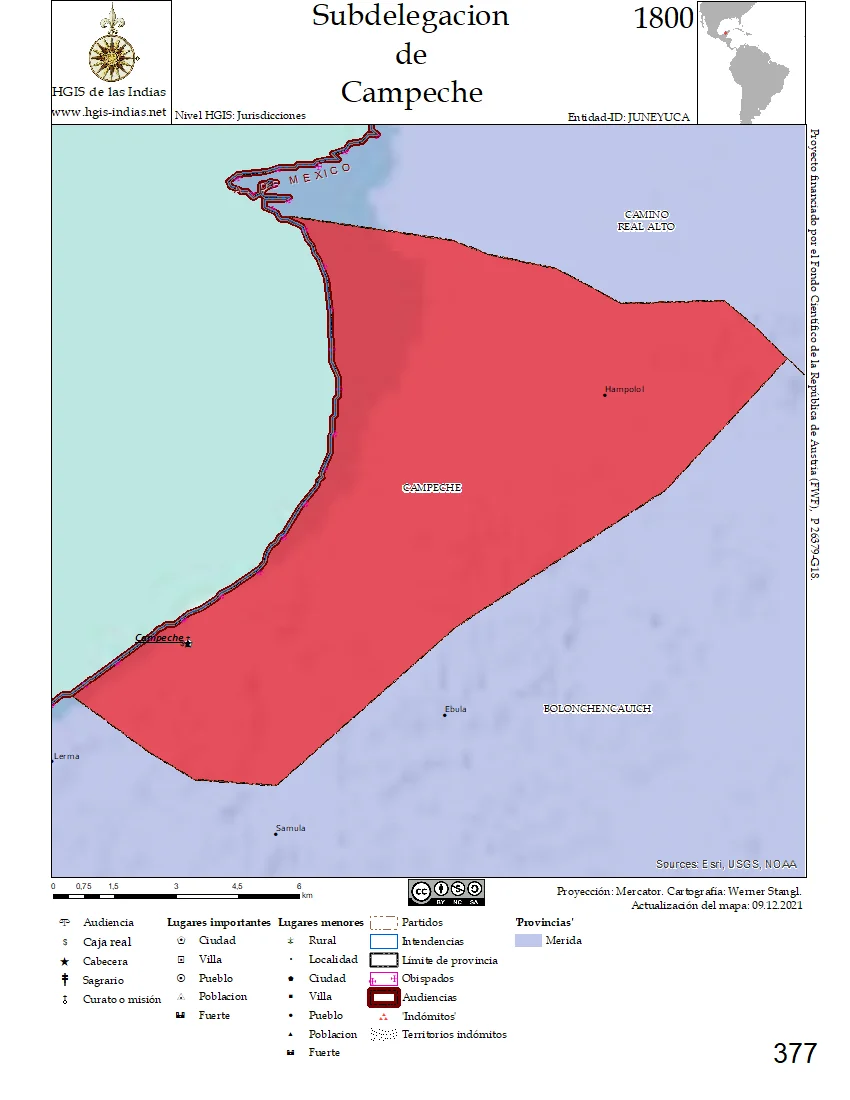 Subdelegacion
de
Campeche
1800
HGIS de las Indias
www.hgis-indias.net
Nivel HGIS: Jurisdicciones
Entidad-ID: JUNEYUCA
MEXICO
CAMINO
REAL ALTO
Hampolol
CAMPECHE
Campeche
Ebula
BOLONCHENCAUICH
Lerma
Samula
Sources: Esri, USGS, NOAA
Proyecto financiado por el Fondo Científico de la República de Austria (FWF), P 26379-G18.
0 0,75 1,5 3 4,5 6
km
CC BY NC SA
Proyección: Mercator. Cartografía: Werner Stangl.
Actualización del mapa: 09.12.2021
Audiencia
Caja real
Cabecera
Sagrario
Curato o misión
Lugares importantes
Ciudad
Villa
Pueblo
Poblacion
Fuerte
Lugares menores
Rural
Localidad
Ciudad
Villa
Pueblo
Poblacion
Fuerte
Partidos
Intendencias
Límite de provincia
Obispados
Audiencias
'Indómitos'
Territorios indómitos
'Provincias'
Merida
377